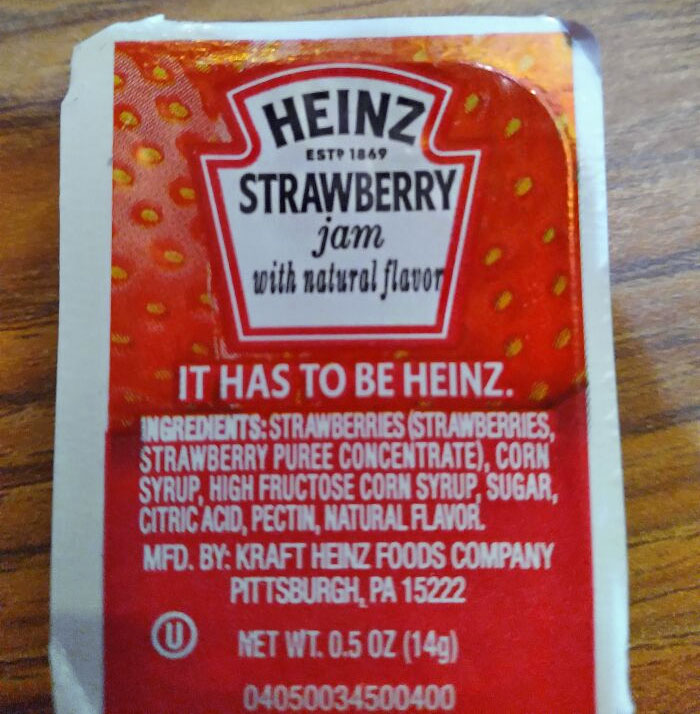 HEINZ
ESTD 1869
STRAWBERRY
jam
with natural flavor
IT HAS TO BE HEINZ.
INGREDIENTS: STRAWBERRIES (STRAWBERRIES,
STRAWBERRY PUREE CONCENTRATE), CORN
SYRUP, HIGH FRUCTOSE CORN SYRUP, SUGAR,
CITRIC ACID, PECTIN, NATURAL FLAVOR.
MFD. BY: KRAFT HEINZ FOODS COMPANY
PITTSBURGH, PA 15222
U
NET WT. 0.5 OZ (14g)
04050034500400